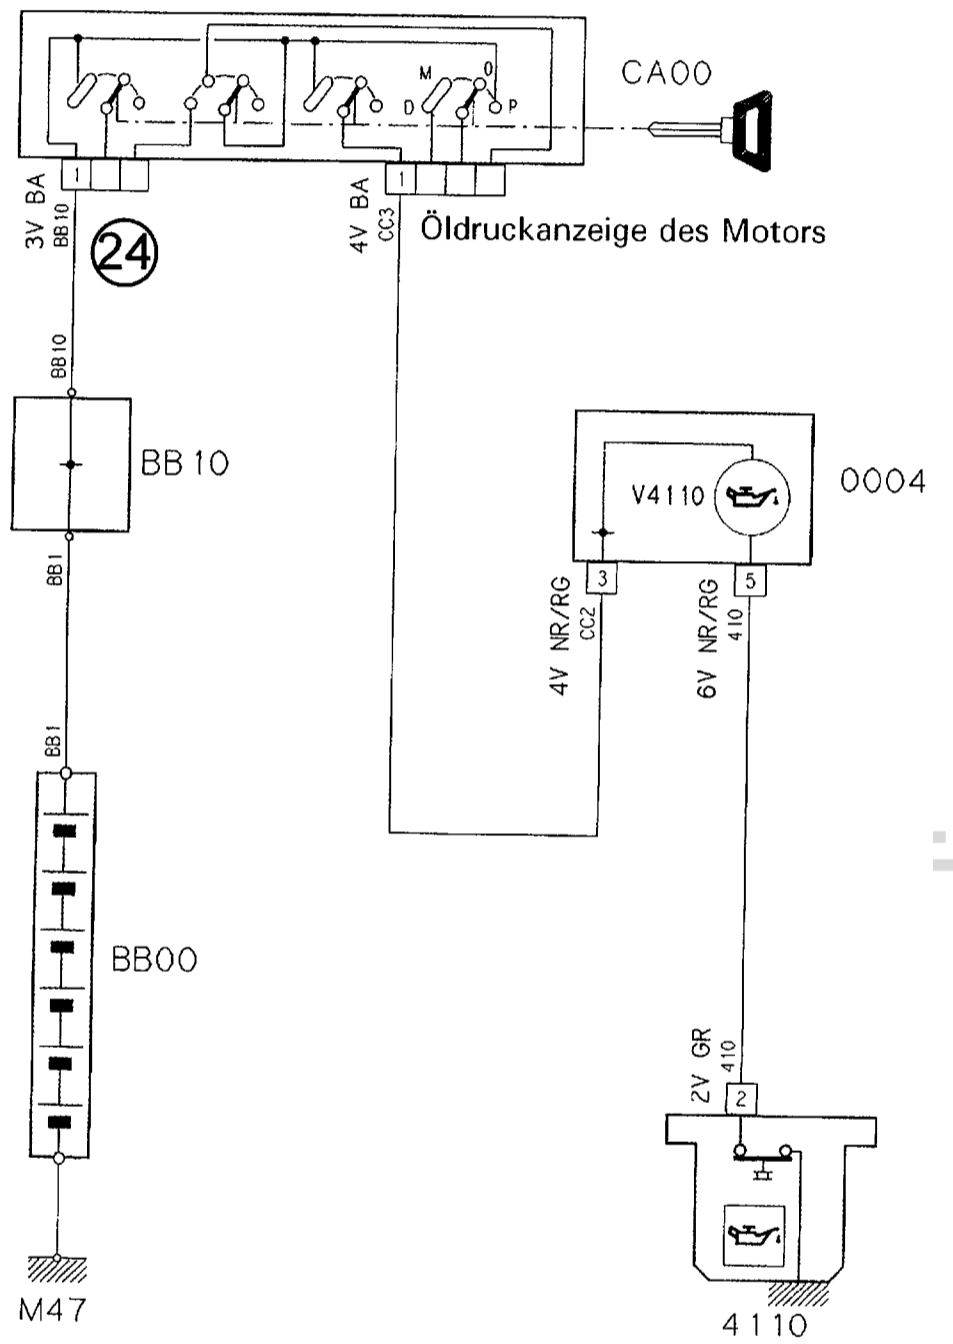 CA00
M
O
D
P
1
1
3V BA
BB10
24
4V BA
CC3
Öldruckanzeige des Motors
BB10
BB10
V4110
0004
3
5
BB1
4V NR/RG
CC2
6V NR/RG
410
BB1
BB00
2V GR
410
2
M47
4110